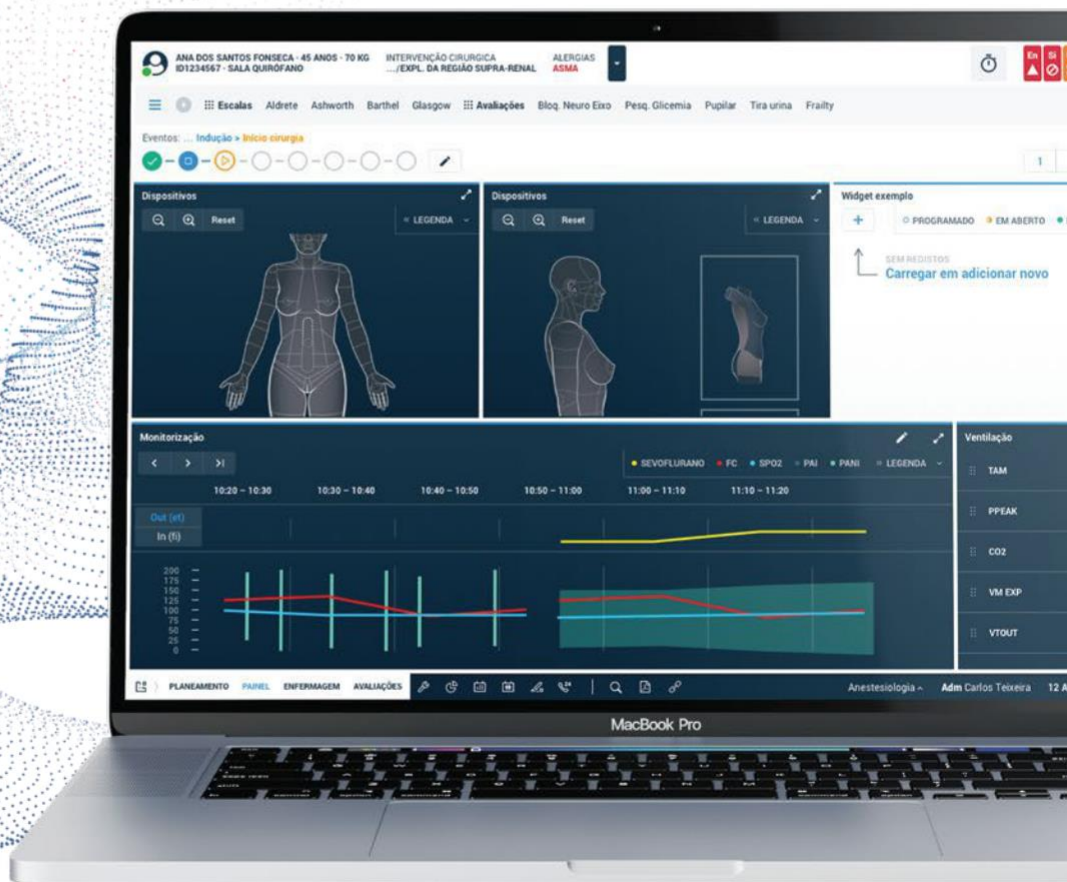 ANA DOS SANTOS FONSECA · 45 ANOS · 70 KG
ID1234567 · SALA QUIRÓFANO
INTERVENÇÃO CIRURGICA
.../EXPL. DA REGIÃO SUPRA-RENAL
ALERGIAS
ASMA
En
Si
Escalas Aldrete Ashworth Barthel Glasgow Avaliações Bloq. Neuro Eixo Pesq. Glicemia Pupilar Tira urina Frailty
Eventos: ... Indução » Início cirurgia
1
Dispositivos
Reset
« LEGENDA
Dispositivos
Reset
« LEGENDA
Widget exemplo
+ PROGRAMADO EM ABERTO
SEM REGISTOS
Carregar em adicionar novo
Monitorização
SEVOFLURANO FC SPO2 PAI PANI « LEGENDA
10:20 – 10:30 10:30 – 10:40 10:40 – 10:50 10:50 – 11:00 11:00 – 11:10 11:10 – 11:20
Out (et)
In (fi)
200
175
150
125
100
75
50
25
0
Ventilação
TAM
PPEAK
CO2
VM EXP
VTOUT
PLANEAMENTO PAINEL ENFERMAGEM AVALIAÇÕES
Anestesiologia Adm Carlos Teixeira 12 A
MacBook Pro